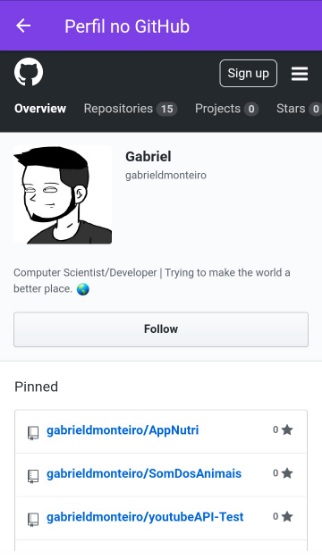 Perfil no GitHub
Sign up
Overview Repositories 15 Projects 0 Stars 0
Gabriel
gabrieldmonteiro
Computer Scientist/Developer | Trying to make the world a
better place. 🌏
Follow
Pinned
gabrieldmonteiro/AppNutri 0
gabrieldmonteiro/SomDosAnimais 0
gabrieldmonteiro/youtubeAPI-Test 0